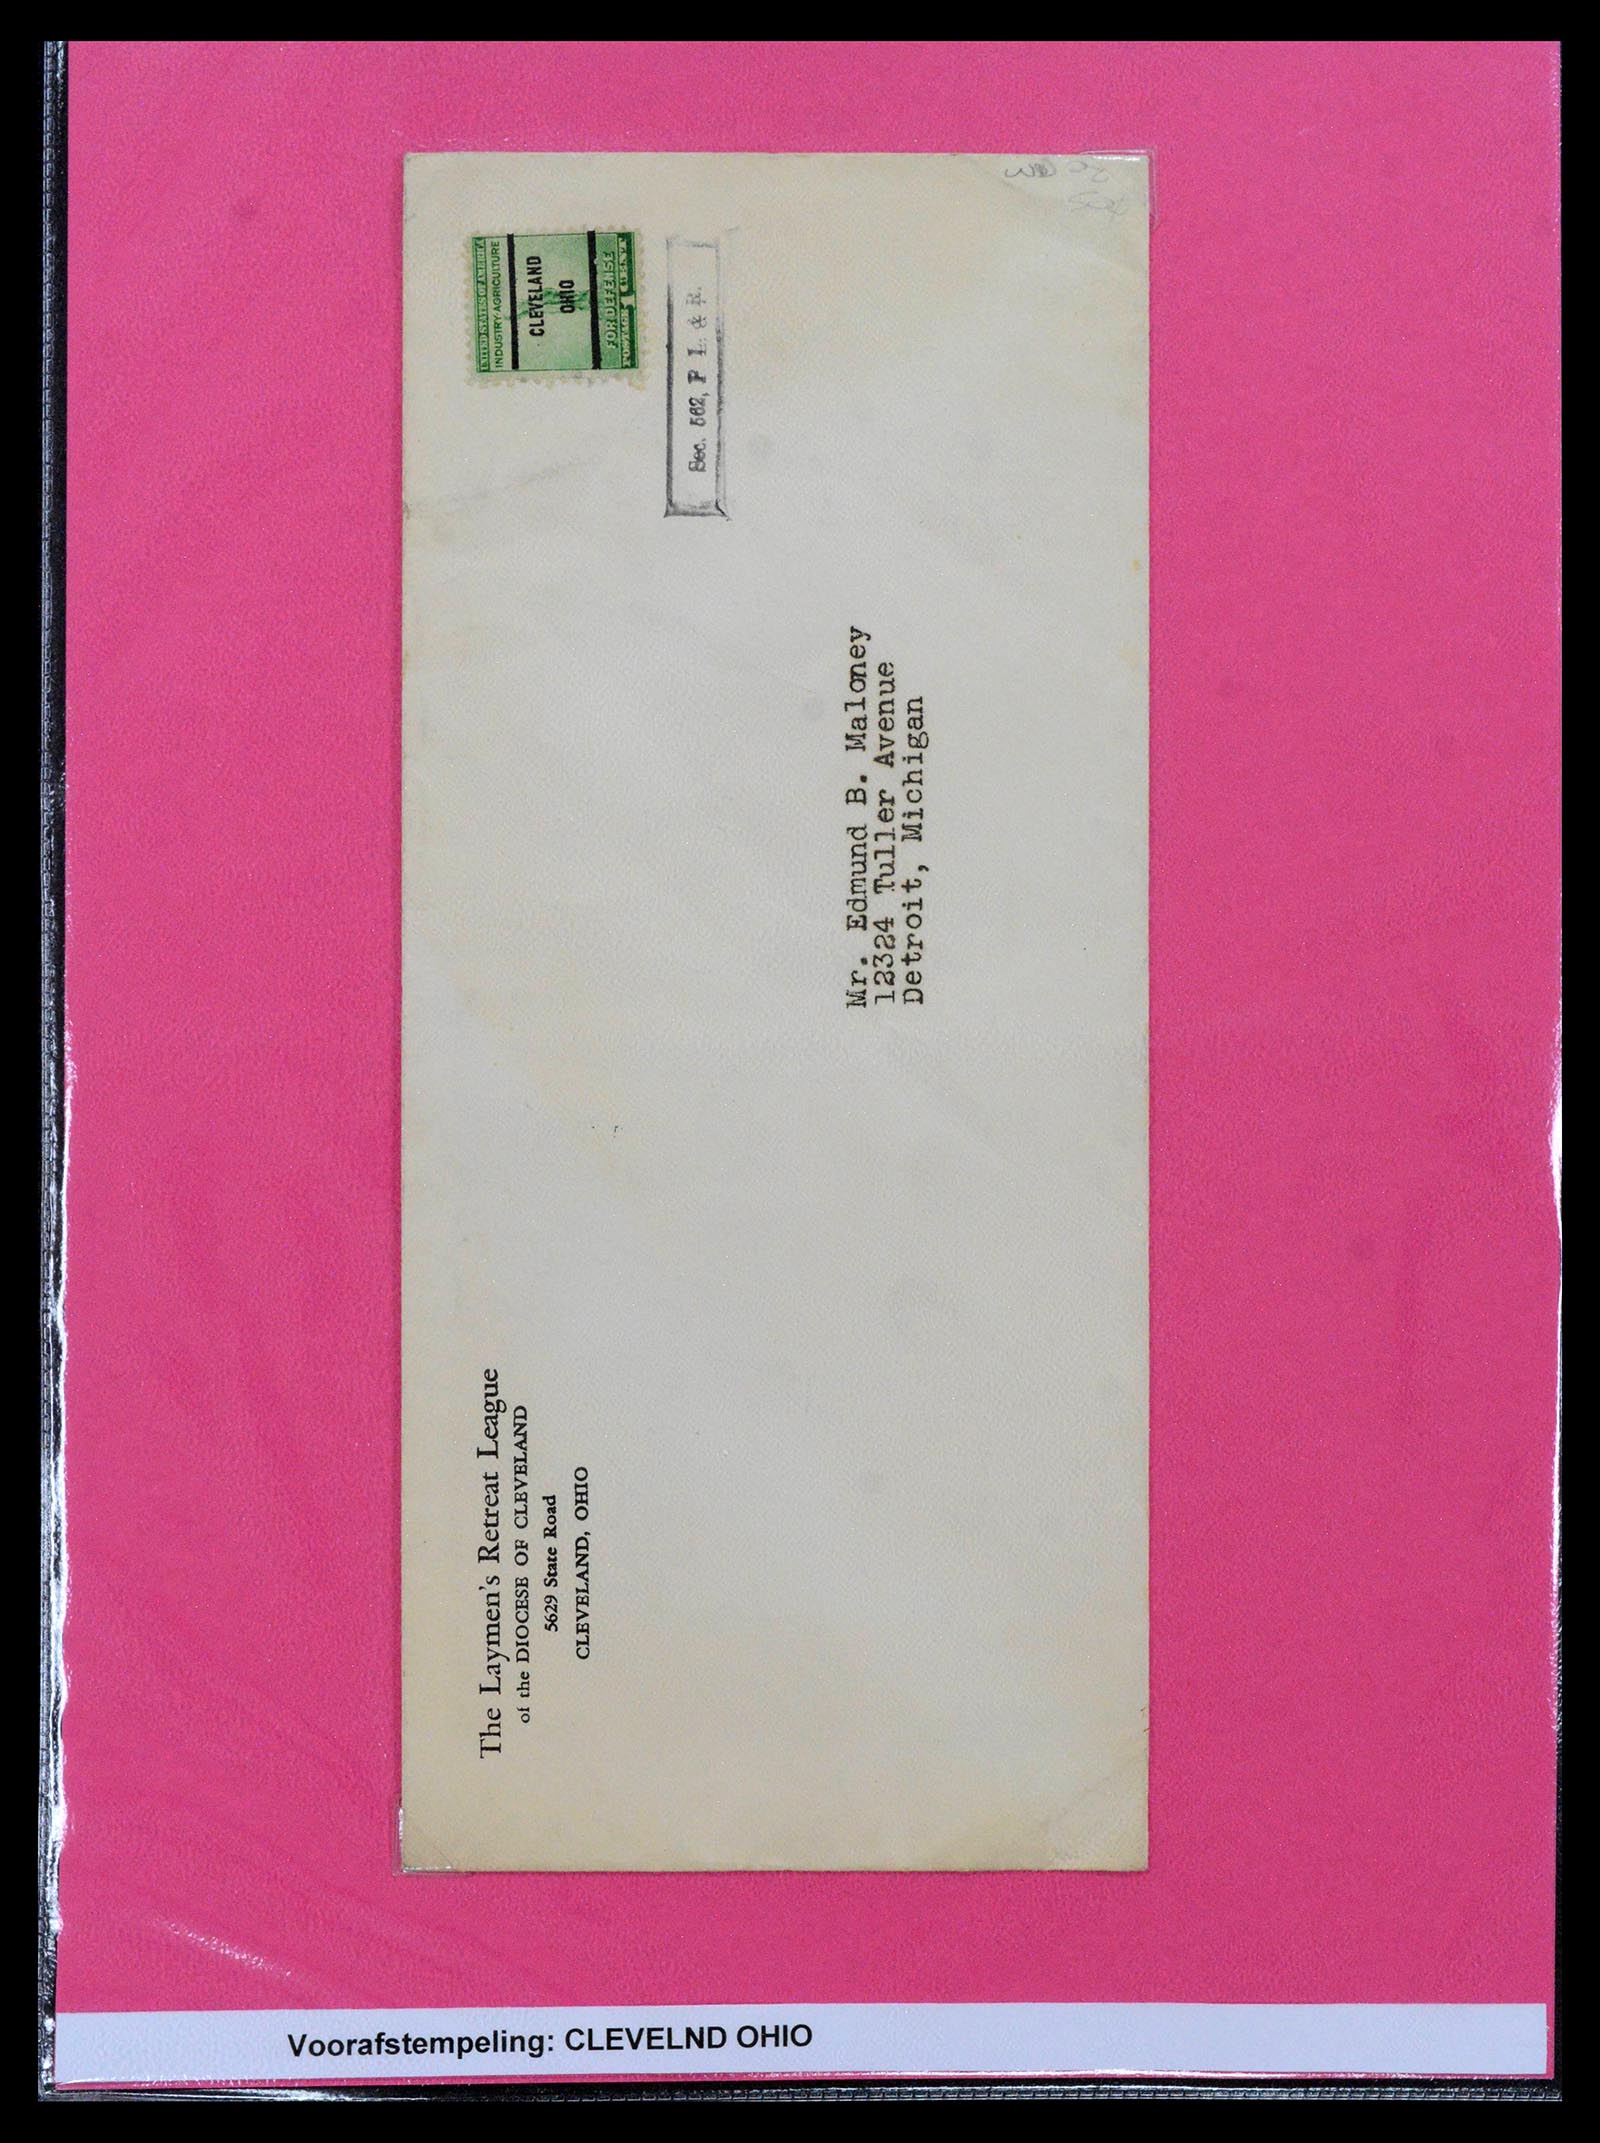 The Laymen's Retreat League
of the DIOCESE OF CLEVELAND
5629 State Road
CLEVELAND, OHIO
UNITED STATES OF AMERICA
INDUSTRY·AGRICULTURE
CLEVELAND
OHIO
FOR DEFENSE
POSTAGE 1 CENT
Sec. 562, P L. & R.
Mr. Edmund B. Maloney
12324 Tuller Avenue
Detroit, Michigan
Voorafstempeling: CLEVELND OHIO